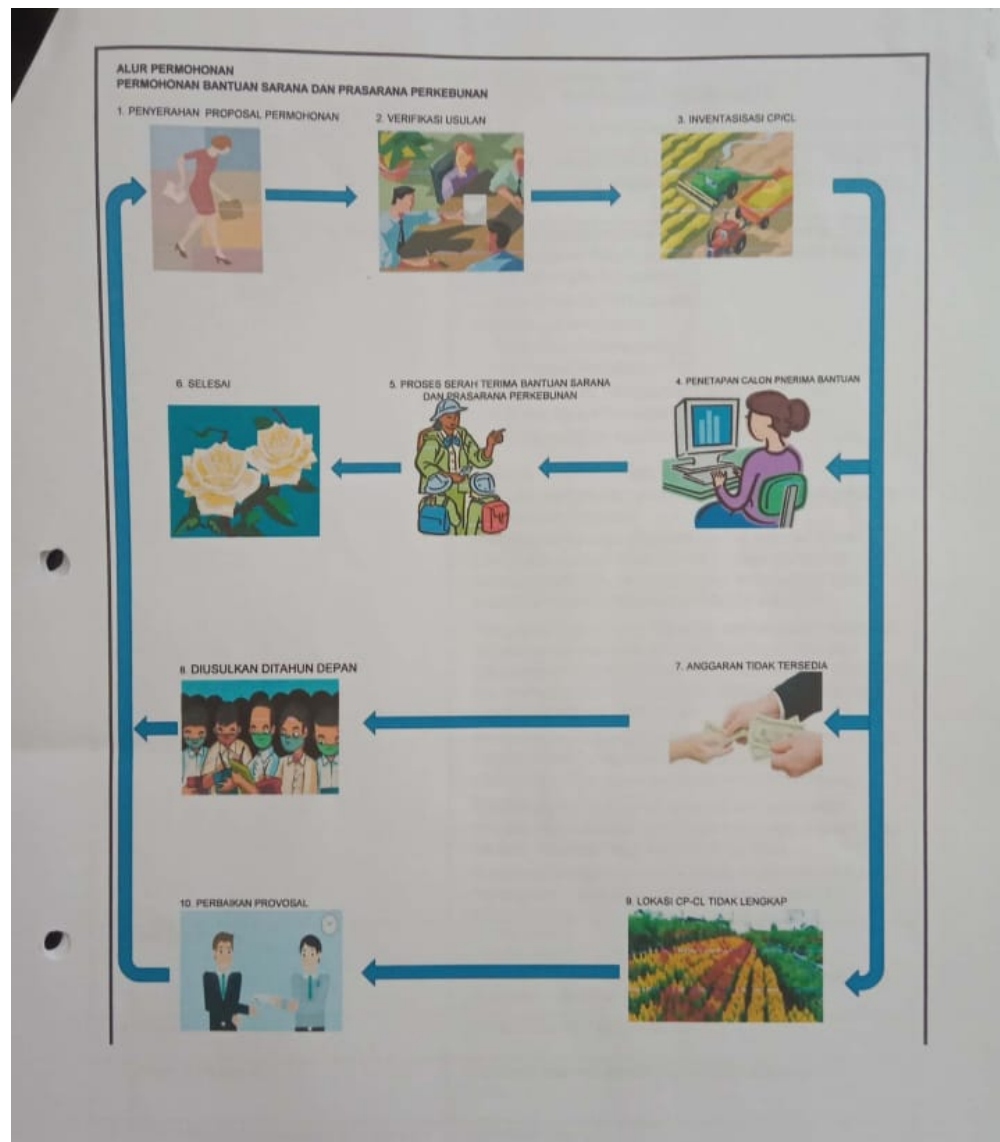 ALUR PERMOHONAN
PERMOHONAN BANTUAN SARANA DAN PRASARANA PERKEBUNAN
1. PENYERAHAN PROPOSAL PERMOHONAN
2. VERIFIKASI USULAN
3. INVENTASISASI CP/CL
6. SELESAI
5. PROSES SERAH TERIMA BANTUAN SARANA
DAN PRASARANA PERKEBUNAN
4. PENETAPAN CALON PNERIMA BANTUAN
8. DIUSULKAN DITAHUN DEPAN
7. ANGGARAN TIDAK TERSEDIA
10. PERBAIKAN PROVOSAL
9. LOKASI CP-CL TIDAK LENGKAP